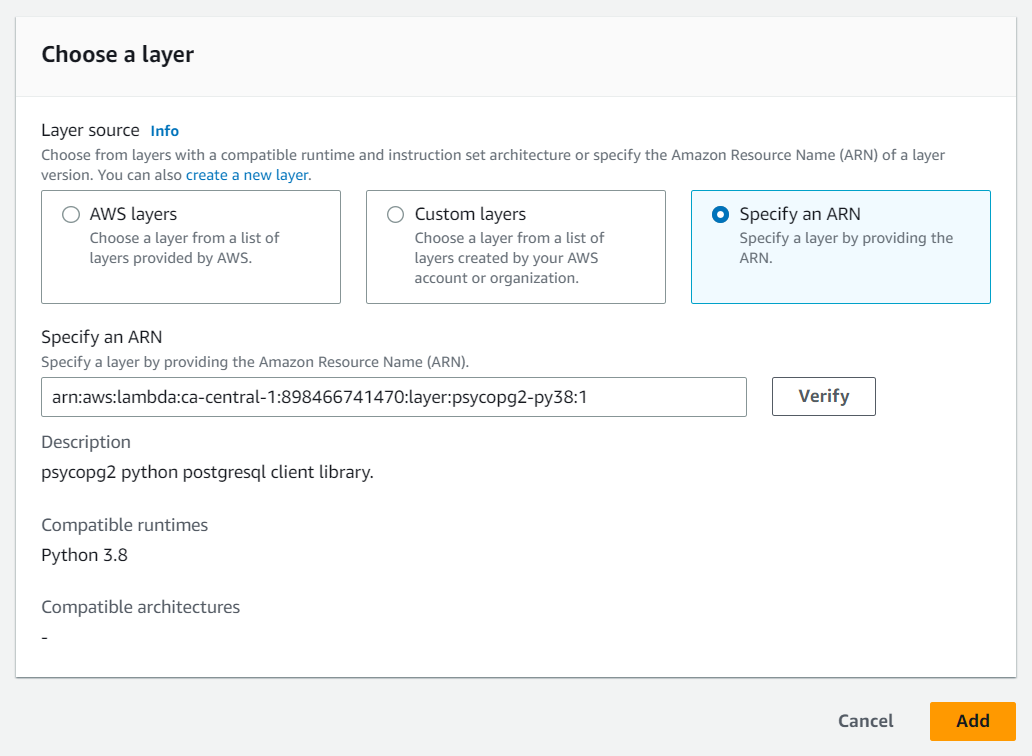 Choose a layer
Layer source Info
Choose from layers with a compatible runtime and instruction set architecture or specify the Amazon Resource Name (ARN) of a layer
version. You can also create a new layer.
AWS layers
Choose a layer from a list of
layers provided by AWS.
Custom layers
Choose a layer from a list of
layers created by your AWS
account or organization.
Specify an ARN
Specify a layer by providing the
ARN.
Specify an ARN
Specify a layer by providing the Amazon Resource Name (ARN).
arn:aws:lambda:ca-central-1:898466741470:layer:psycopg2-py38:1
Verify
Description
psycopg2 python postgresql client library.
Compatible runtimes
Python 3.8
Compatible architectures
-
Cancel Add